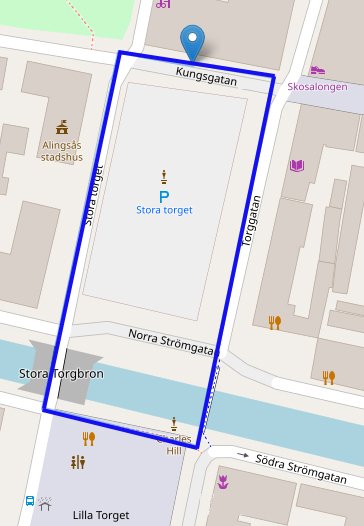 Kungsgatan
Skosalongen
Alingsås
stadshus
Stora torget
P
Stora torget
Torggatan
Norra Strömgatan
Stora Torgbron
Charles
Hill
Södra Strömgatan
Lilla Torget